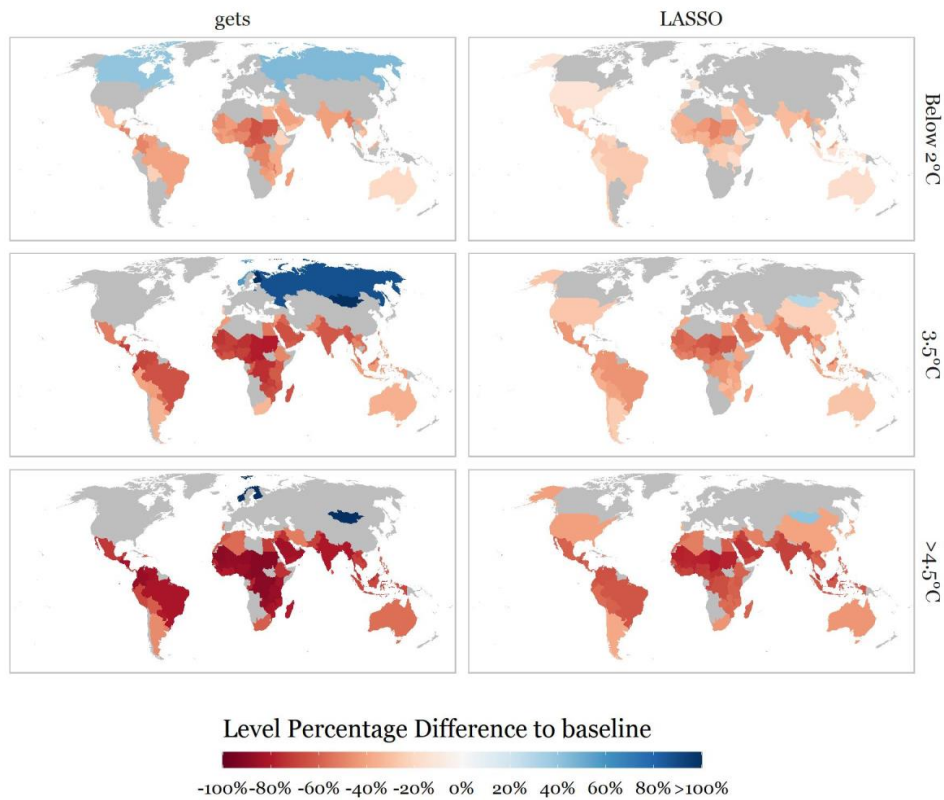 gets
LASSO
Below 2°C
3.5°C
>4.5°C
Level Percentage Difference to baseline
-100%-80% -60% -40% -20% 0% 20% 40% 60% 80% >100%